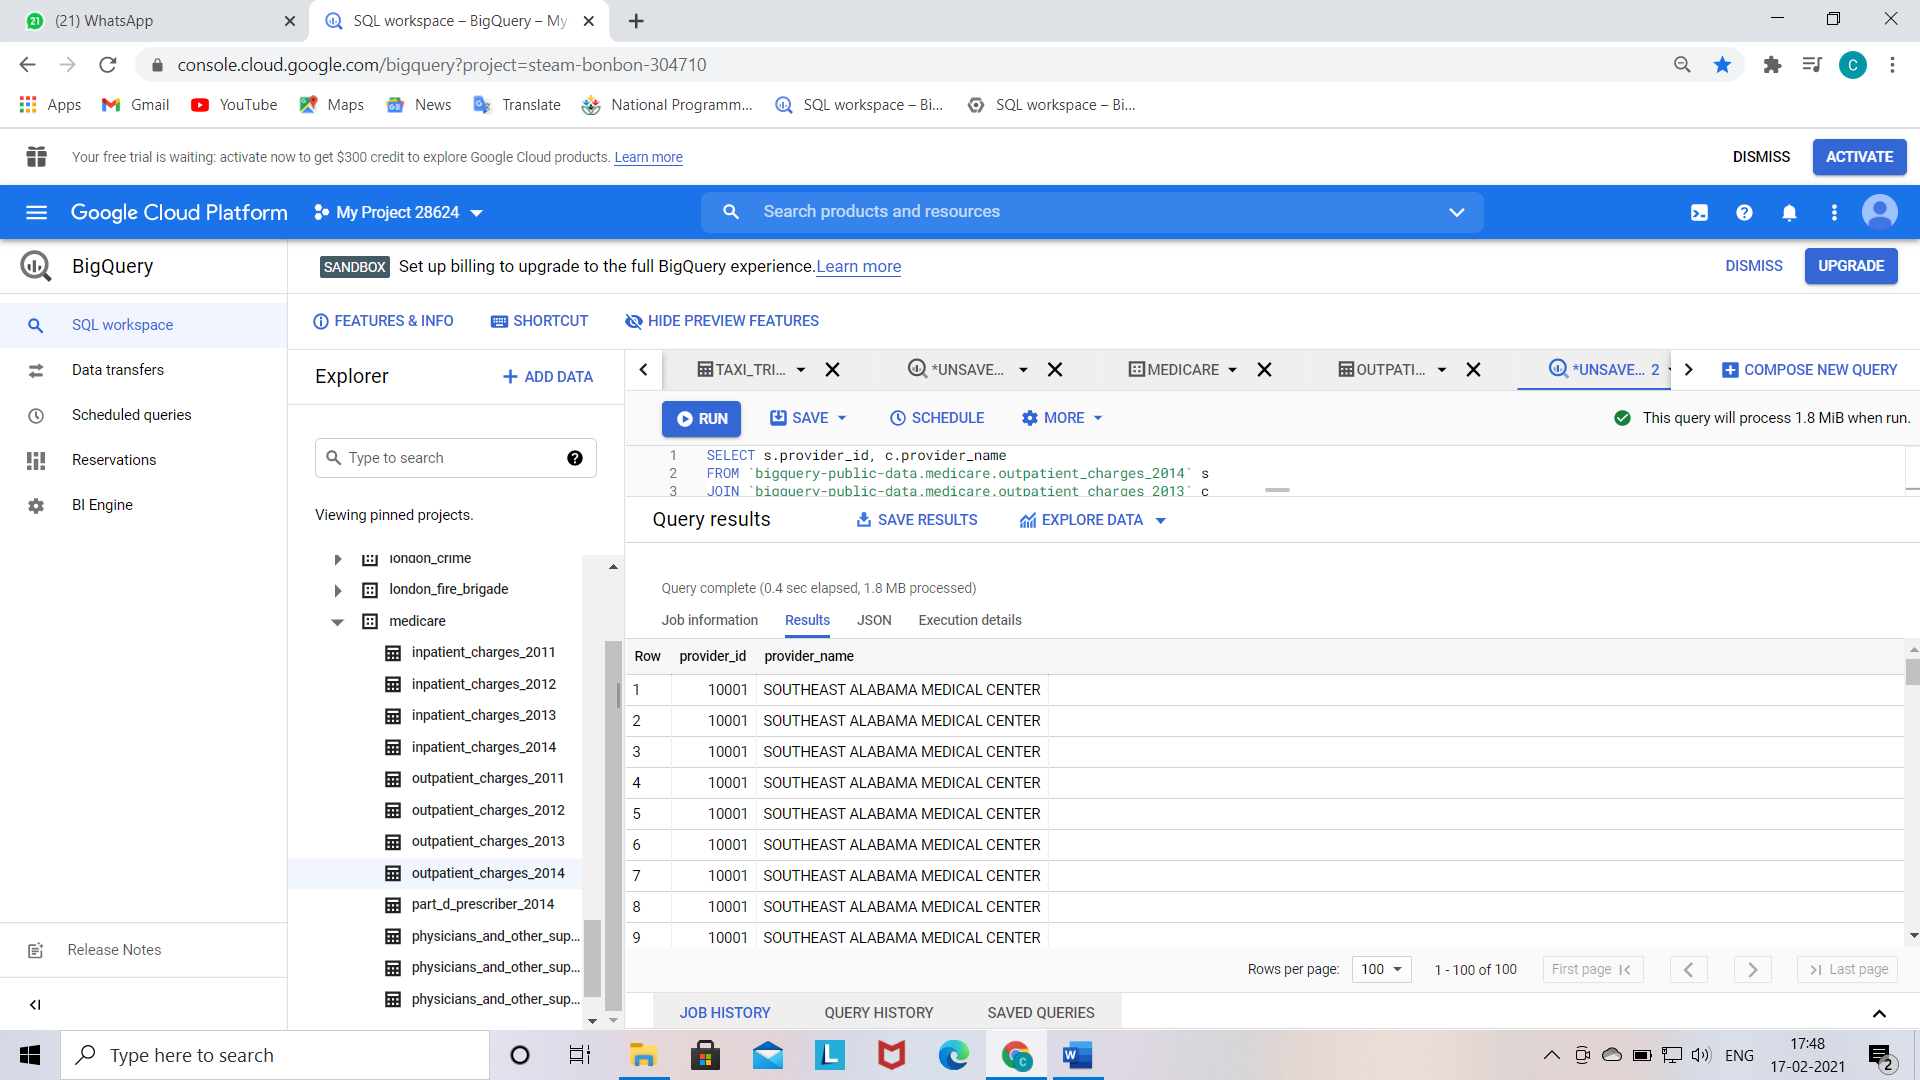 (21) WhatsApp
SQL workspace – BigQuery – My
console.cloud.google.com/bigquery?project=steam-bonbon-304710
C
Apps Gmail YouTube Maps News Translate National Programm... SQL workspace – Bi... SQL workspace – Bi...
Your free trial is waiting: activate now to get $300 credit to explore Google Cloud products. Learn more
DISMISS ACTIVATE
Google Cloud Platform My Project 28624 Search products and resources
BigQuery
SANDBOX Set up billing to upgrade to the full BigQuery experience. Learn more
DISMISS UPGRADE
SQL workspace
Data transfers
Scheduled queries
Reservations
BI Engine
Release Notes
FEATURES & INFO SHORTCUT HIDE PREVIEW FEATURES
Explorer + ADD DATA
Type to search
Viewing pinned projects.
london_crime
london_fire_brigade
medicare
inpatient_charges_2011
inpatient_charges_2012
inpatient_charges_2013
inpatient_charges_2014
outpatient_charges_2011
outpatient_charges_2012
outpatient_charges_2013
outpatient_charges_2014
part_d_prescriber_2014
physicians_and_other_sup...
physicians_and_other_sup...
physicians_and_other_sup...
TAXI_TRI... *UNSAVE... MEDICARE OUTPATI... *UNSAVE... 2 COMPOSE NEW QUERY
RUN SAVE SCHEDULE MORE This query will process 1.8 MiB when run.
1 SELECT s.provider_id, c.provider_name
2 FROM `bigquery-public-data.medicare.outpatient_charges_2014` s
3 JOIN `bigquery-public-data.medicare.outpatient_charges_2013` c
Query results SAVE RESULTS EXPLORE DATA
Query complete (0.4 sec elapsed, 1.8 MB processed)
Job information Results JSON Execution details
Row provider_id provider_name
1 10001 SOUTHEAST ALABAMA MEDICAL CENTER
2 10001 SOUTHEAST ALABAMA MEDICAL CENTER
3 10001 SOUTHEAST ALABAMA MEDICAL CENTER
4 10001 SOUTHEAST ALABAMA MEDICAL CENTER
5 10001 SOUTHEAST ALABAMA MEDICAL CENTER
6 10001 SOUTHEAST ALABAMA MEDICAL CENTER
7 10001 SOUTHEAST ALABAMA MEDICAL CENTER
8 10001 SOUTHEAST ALABAMA MEDICAL CENTER
9 10001 SOUTHEAST ALABAMA MEDICAL CENTER
Rows per page: 100 1 - 100 of 100 First page Last page
JOB HISTORY QUERY HISTORY SAVED QUERIES
Type here to search
ENG
17:48
17-02-2021
2